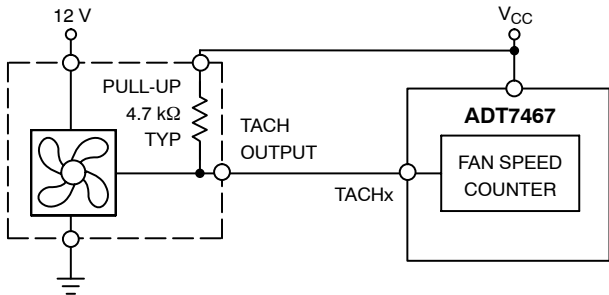 12 V
VCC
PULL-UP
4.7 kΩ
TYP
TACH
OUTPUT
TACHx
ADT7467
FAN SPEED
COUNTER